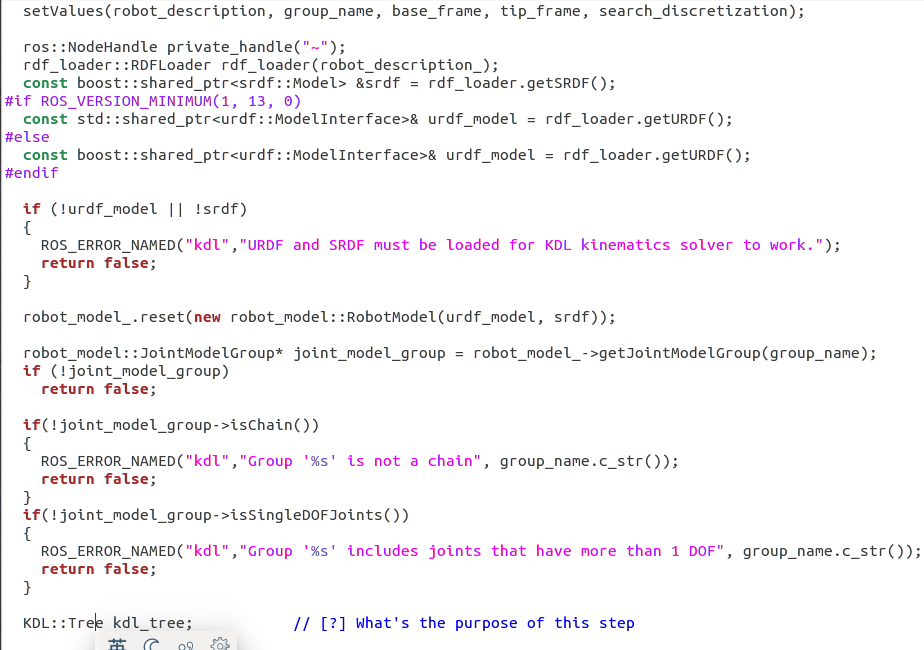 setValues(robot_description, group_name, base_frame, tip_frame, search_discretization);
ros::NodeHandle private_handle("~");
rdf_loader::RDFLoader rdf_loader(robot_description_);
const boost::shared_ptr<srdf::Model> &srdf = rdf_loader.getSRDF();
#if ROS_VERSION_MINIMUM(1, 13, 0)
const std::shared_ptr<urdf::ModelInterface>& urdf_model = rdf_loader.getURDF();
#else
const boost::shared_ptr<urdf::ModelInterface>& urdf_model = rdf_loader.getURDF();
#endif
if (!urdf_model || !srdf)
{
ROS_ERROR_NAMED("kdl","URDF and SRDF must be loaded for KDL kinematics solver to work.");
return false;
}
robot_model_.reset(new robot_model::RobotModel(urdf_model, srdf));
robot_model::JointModelGroup* joint_model_group = robot_model_->getJointModelGroup(group_name);
if (!joint_model_group)
return false;
if(!joint_model_group->isChain())
{
ROS_ERROR_NAMED("kdl","Group '%s' is not a chain", group_name.c_str());
return false;
}
if(!joint_model_group->isSingleDOFJoints())
{
ROS_ERROR_NAMED("kdl","Group '%s' includes joints that have more than 1 DOF", group_name.c_str());
return false;
}
KDL::Tree kdl_tree; // [?] What's the purpose of this step
英